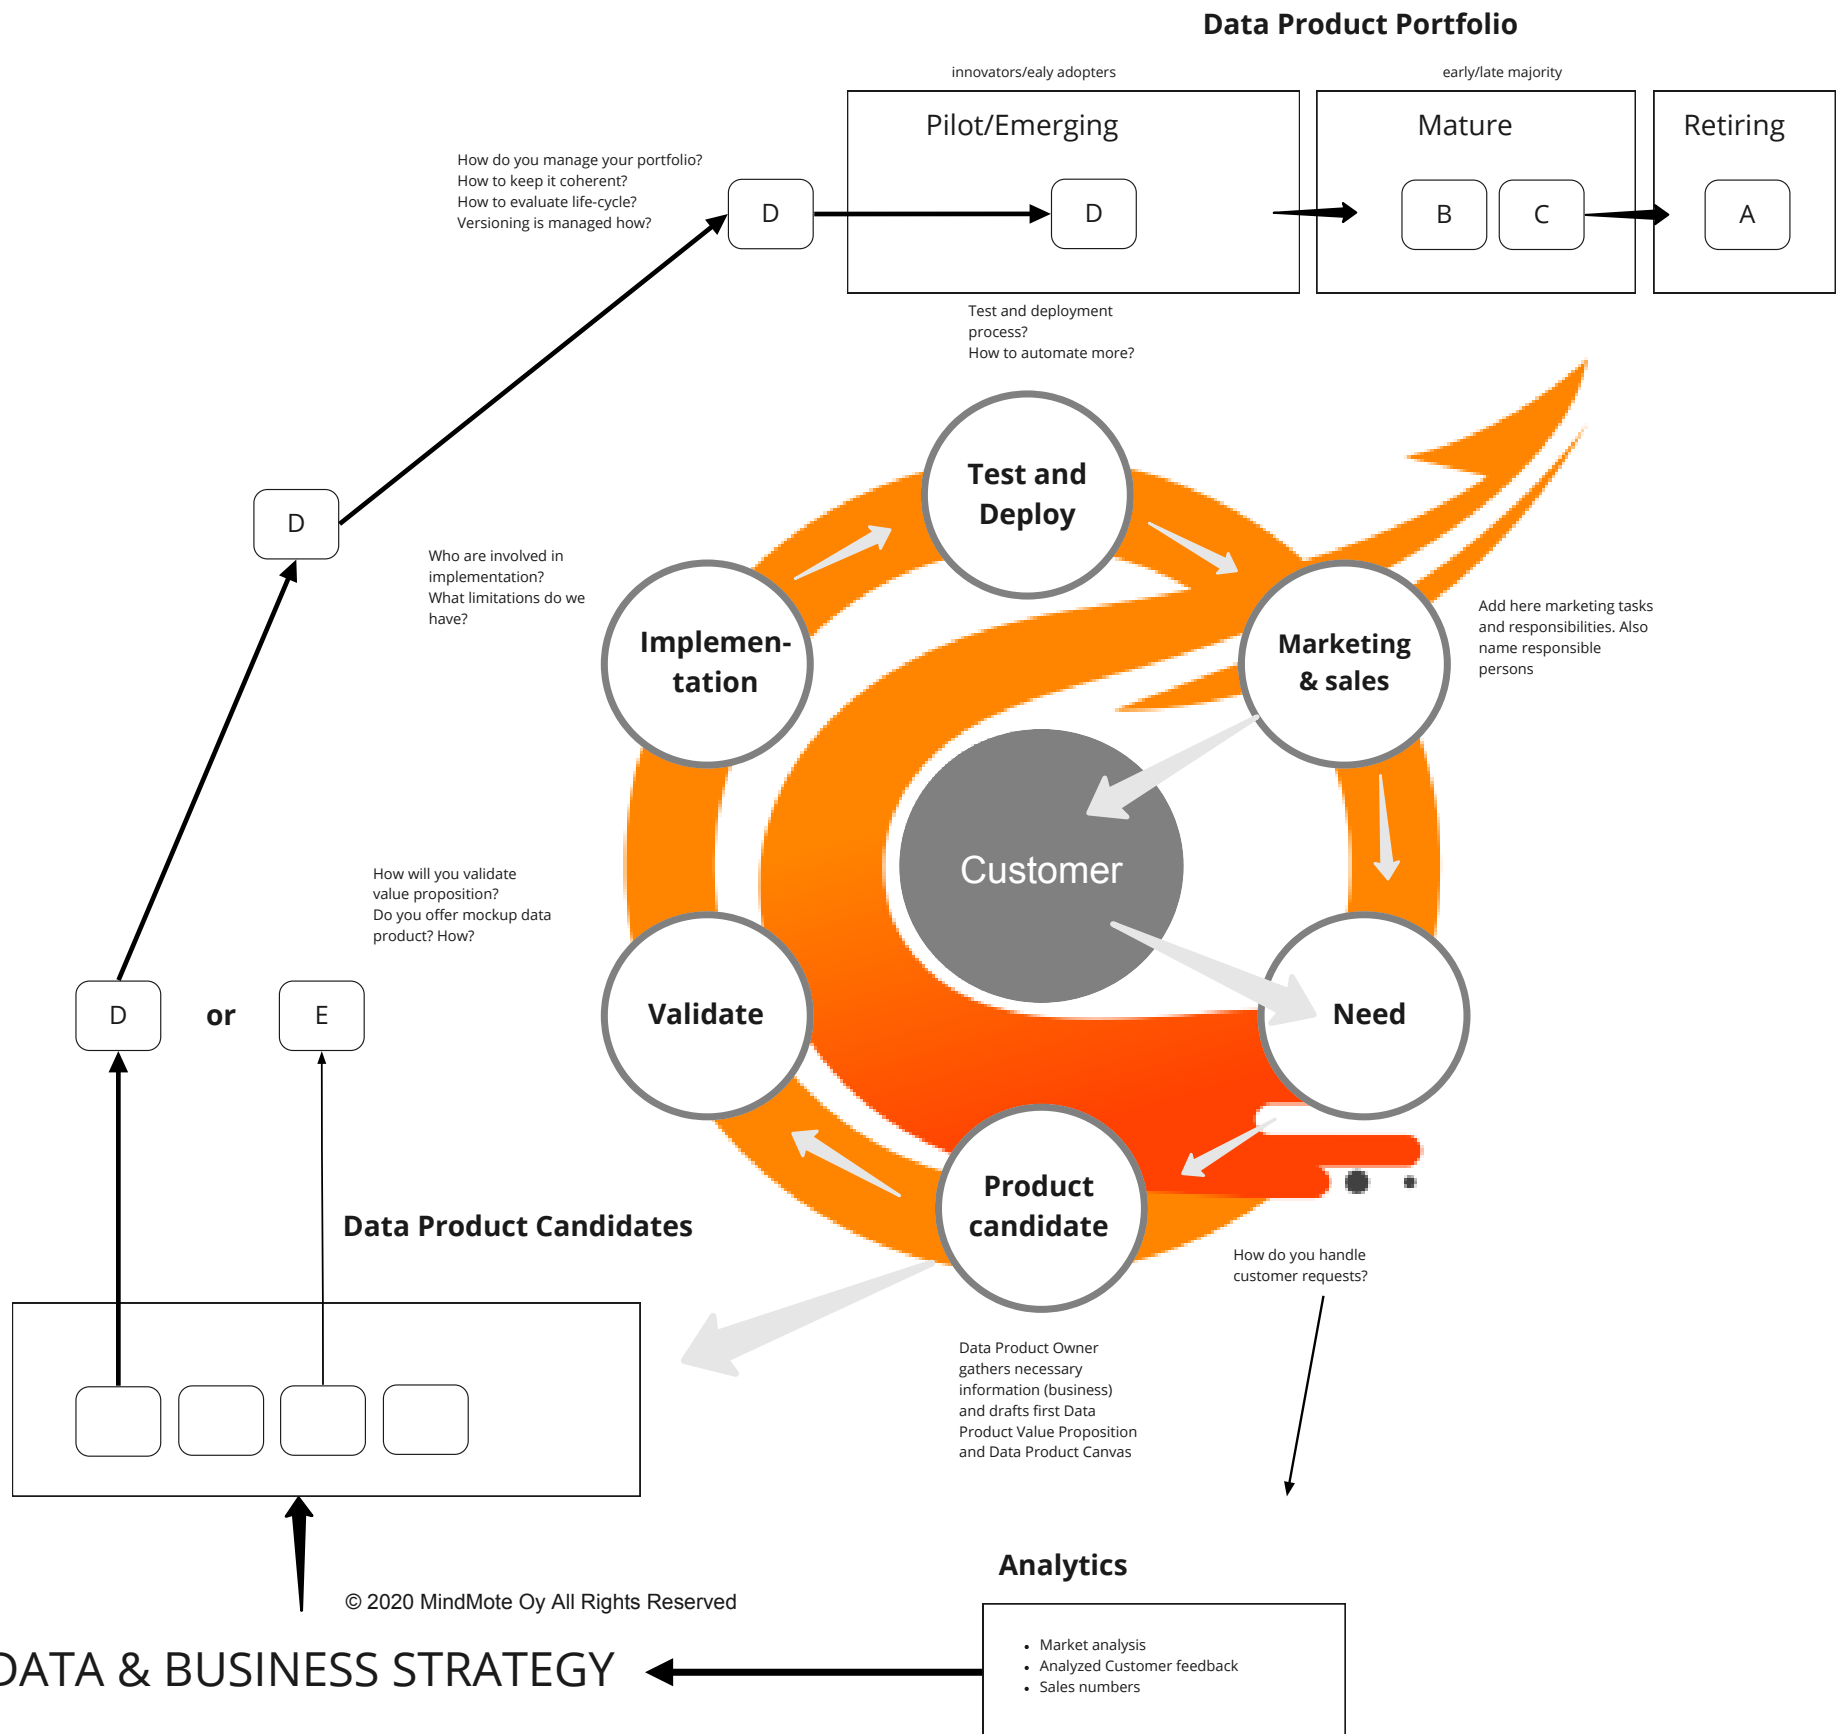 Data Product Portfolio
innovators/ealy adopters
early/late majority
Pilot/Emerging
Mature
Retiring
How do you manage your portfolio?
How to keep it coherent?
How to evaluate life-cycle?
Versioning is managed how?
D
D
B
C
A
Test and deployment
process?
How to automate more?
Test and
Deploy
D
Who are involved in
implementation?
What limitations do we
have?
Implemen-
tation
Marketing
& sales
Add here marketing tasks
and responsibilities. Also
name responsible
persons
Customer
How will you validate
value proposition?
Do you offer mockup data
product? How?
D
or
E
Validate
Need
Product
candidate
Data Product Candidates
How do you handle
customer requests?
Data Product Owner
gathers necessary
information (business)
and drafts first Data
Product Value Proposition
and Data Product Canvas
Analytics
© 2020 MindMote Oy All Rights Reserved
DATA & BUSINESS STRATEGY
• Market analysis
• Analyzed Customer feedback
• Sales numbers